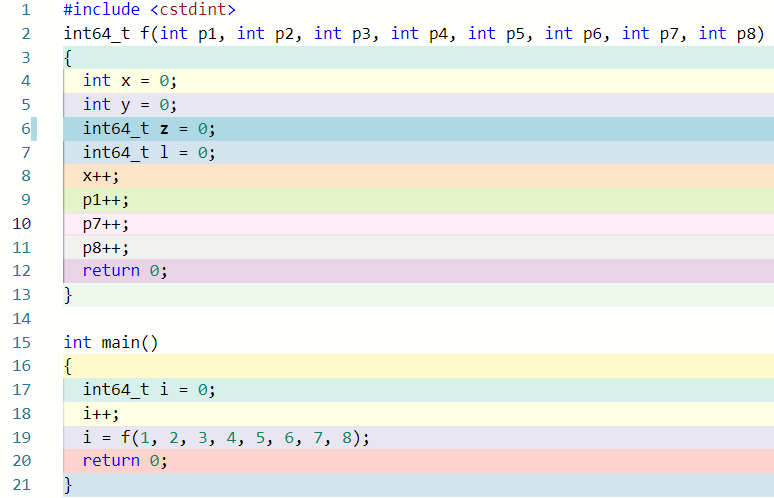 1 #include <cstdint>
2 int64_t f(int p1, int p2, int p3, int p4, int p5, int p6, int p7, int p8)
3 {
4 int x = 0;
5 int y = 0;
6 int64_t z = 0;
7 int64_t l = 0;
8 x++;
9 p1++;
10 p7++;
11 p8++;
12 return 0;
13 }
14
15 int main()
16 {
17 int64_t i = 0;
18 i++;
19 i = f(1, 2, 3, 4, 5, 6, 7, 8);
20 return 0;
21 }